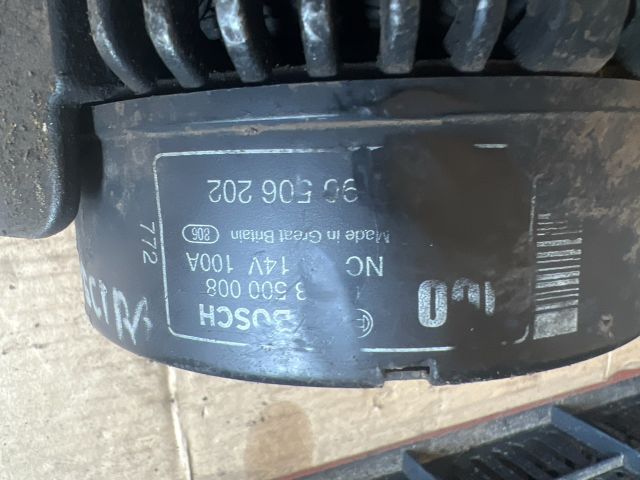 BOSCH
3 500 008
NC 14V 100A
Made in Great Britain 806
90 506 202
772